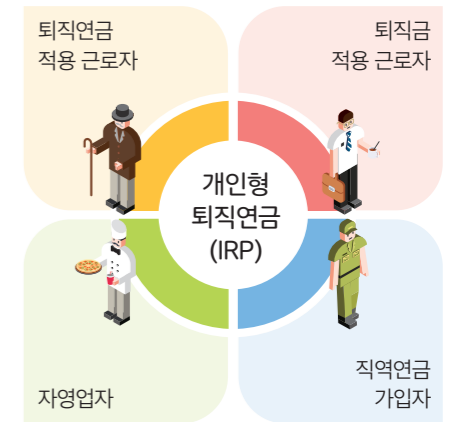 퇴직연금
적용 근로자
퇴직금
적용 근로자
개인형
퇴직연금
(IRP)
자영업자
직역연금
가입자